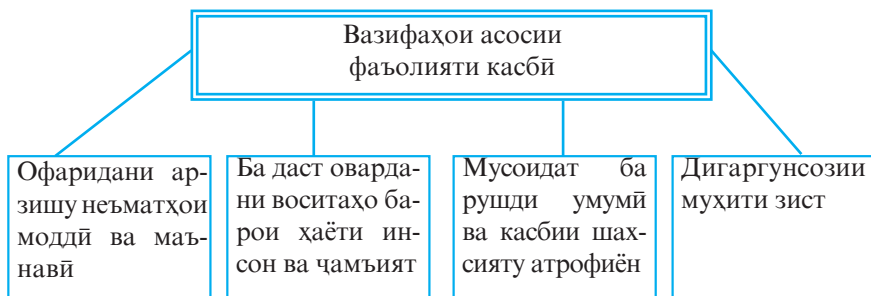 Вазифаҳои асосии
фаъолияти касбӣ
Офаридани ар-
зишу неъматҳои
моддӣ ва маъ-
навӣ
Ба даст оварда-
ни воситаҳо ба-
рои ҳаёти ин-
сон ва ҷамъият
Мусоидат ба
рушди умумӣ
ва касбии шах-
сияту атрофиён
Дигаргунсозии
муҳити зист